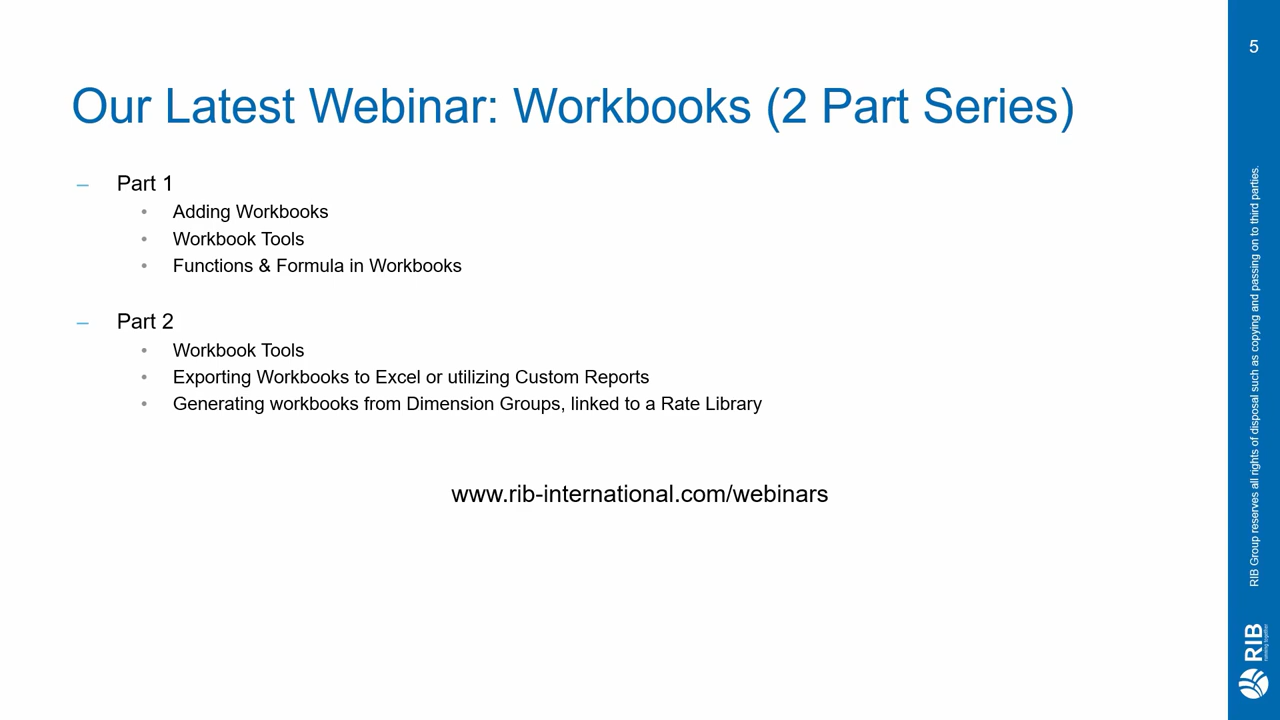 Our Latest Webinar: Workbooks (2 Part Series)
– Part 1
• Adding Workbooks
• Workbook Tools
• Functions & Formula in Workbooks
– Part 2
• Workbook Tools
• Exporting Workbooks to Excel or utilizing Custom Reports
• Generating workbooks from Dimension Groups, linked to a Rate Library
www.rib-international.com/webinars
5
RIB Group reserves all rights of disposal such as copying and passing on to third parties.
RIB
running together